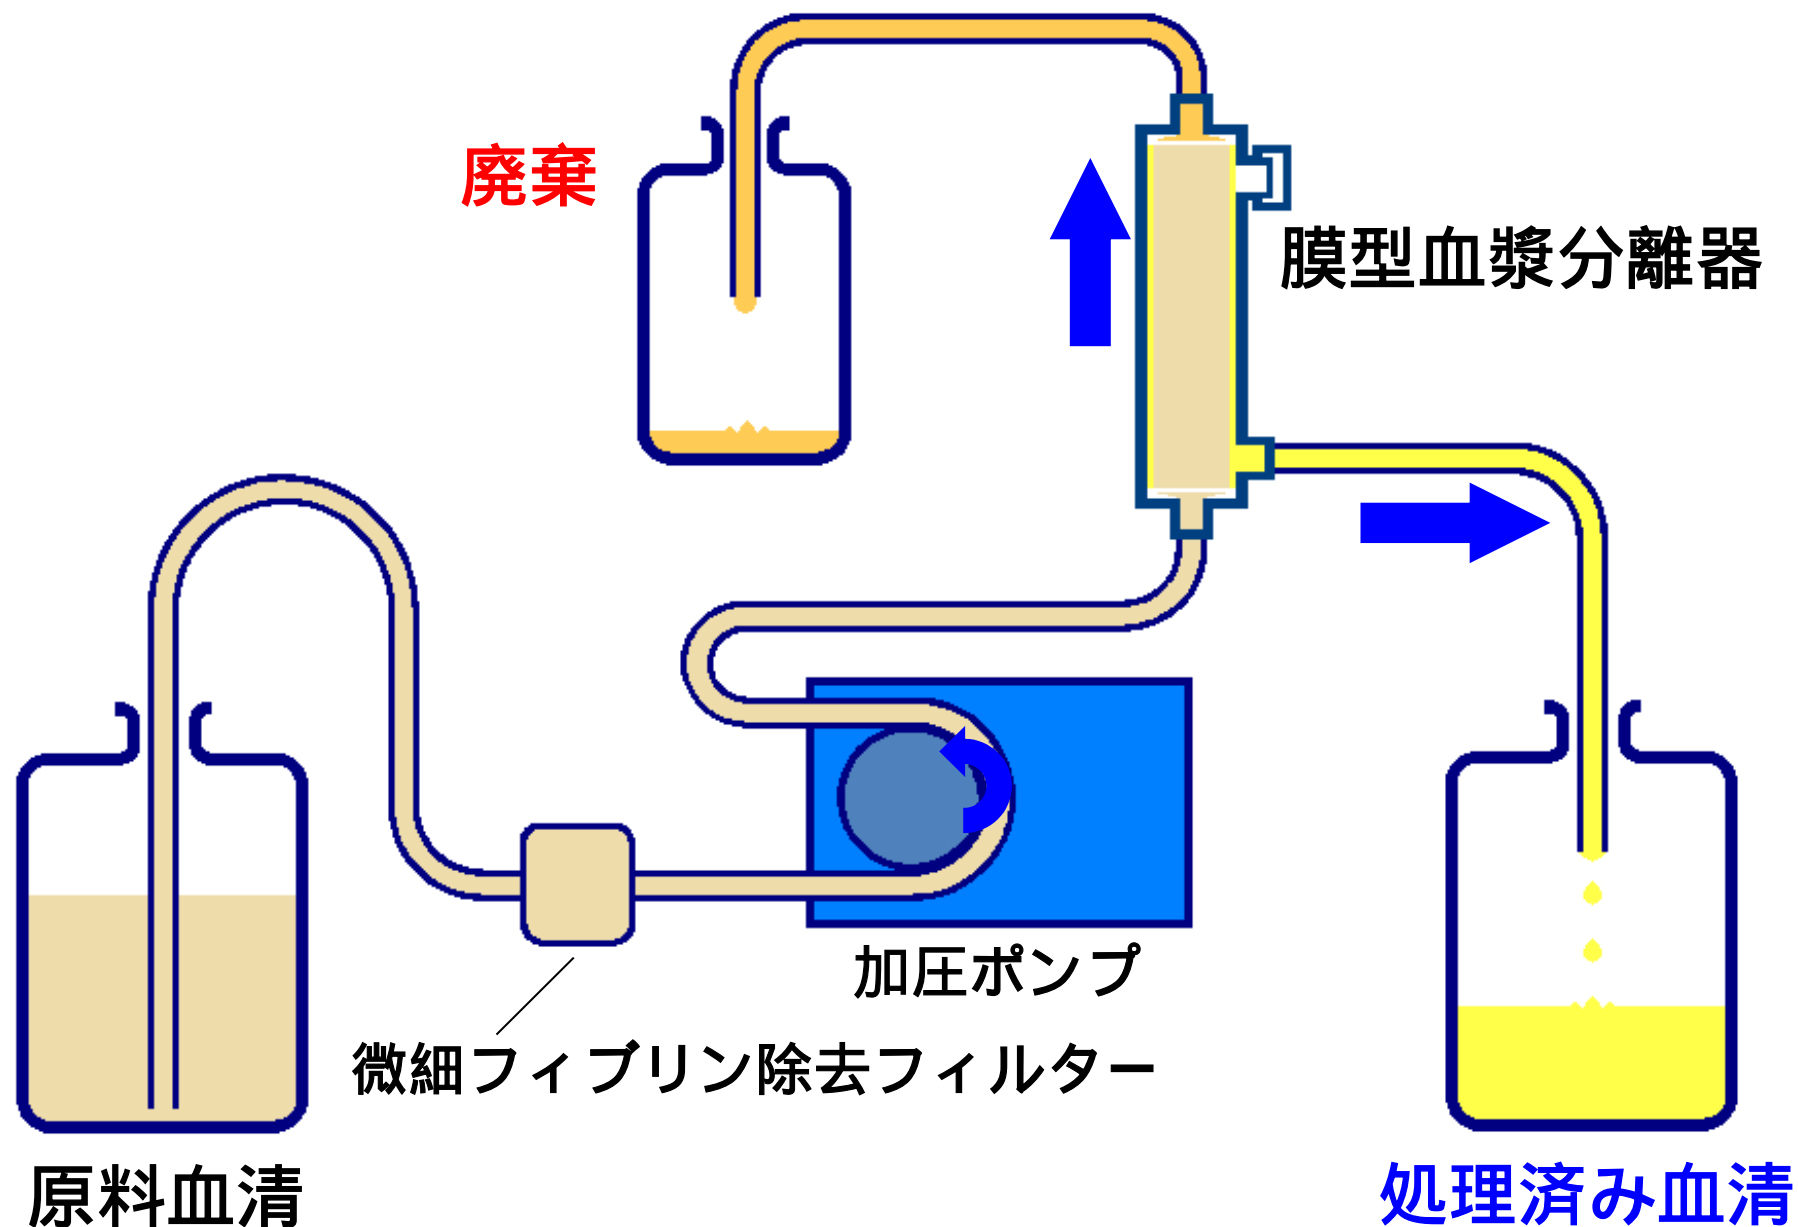 廃棄
膜型血漿分離器
加圧ポンプ
微細フィブリン除去フィルター
原料血清
処理済み血清